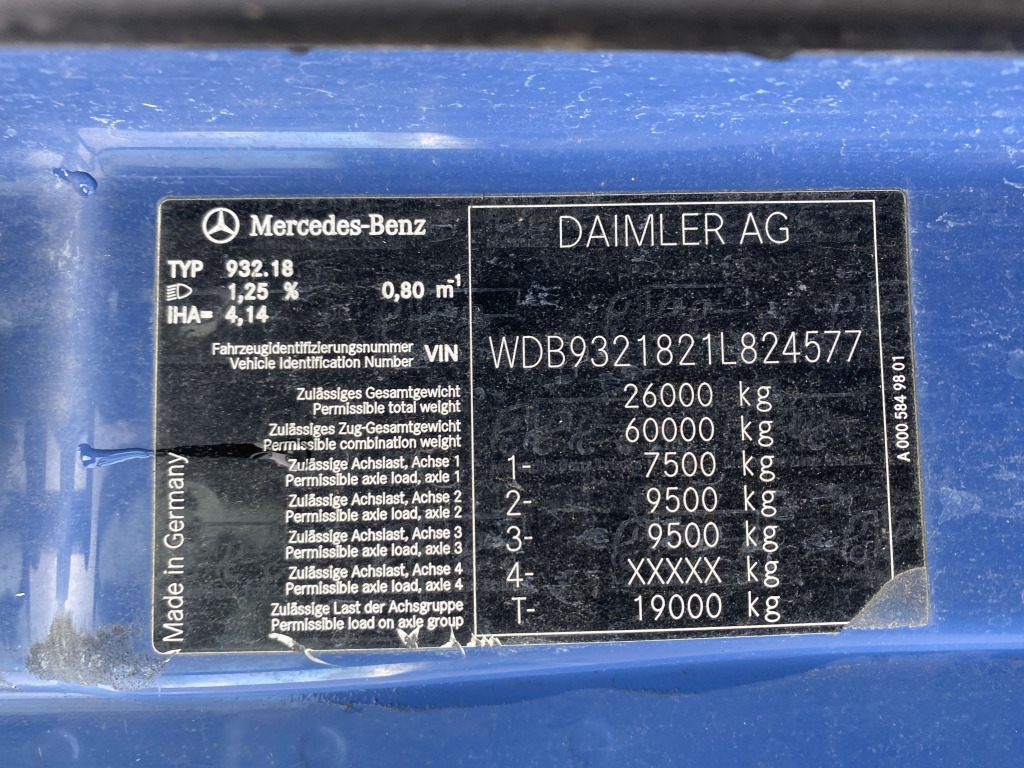 Mercedes-Benz
DAIMLER AG
TYP 932.18
1,25 % 0,80 m⁻¹
iHA= 4,14
Fahrzeugidentifizierungsnummer
Vehicle Identification Number VIN WDB9321821L824577
Zulässiges Gesamtgewicht
Permissible total weight 26000 kg
Zulässiges Zug-Gesamtgewicht
Permissible combination weight 60000 kg
Zulässige Achslast, Achse 1
Permissible axle load, axle 1 1- 7500 kg
Zulässige Achslast, Achse 2
Permissible axle load, axle 2 2- 9500 kg
Zulässige Achslast, Achse 3
Permissible axle load, axle 3 3- 9500 kg
Zulässige Achslast, Achse 4
Permissible axle load, axle 4 4- XXXXX kg
Zulässige Last der Achsgruppe
Permissible load on axle group T- 19000 kg
Made in Germany
A 000 584 98 01